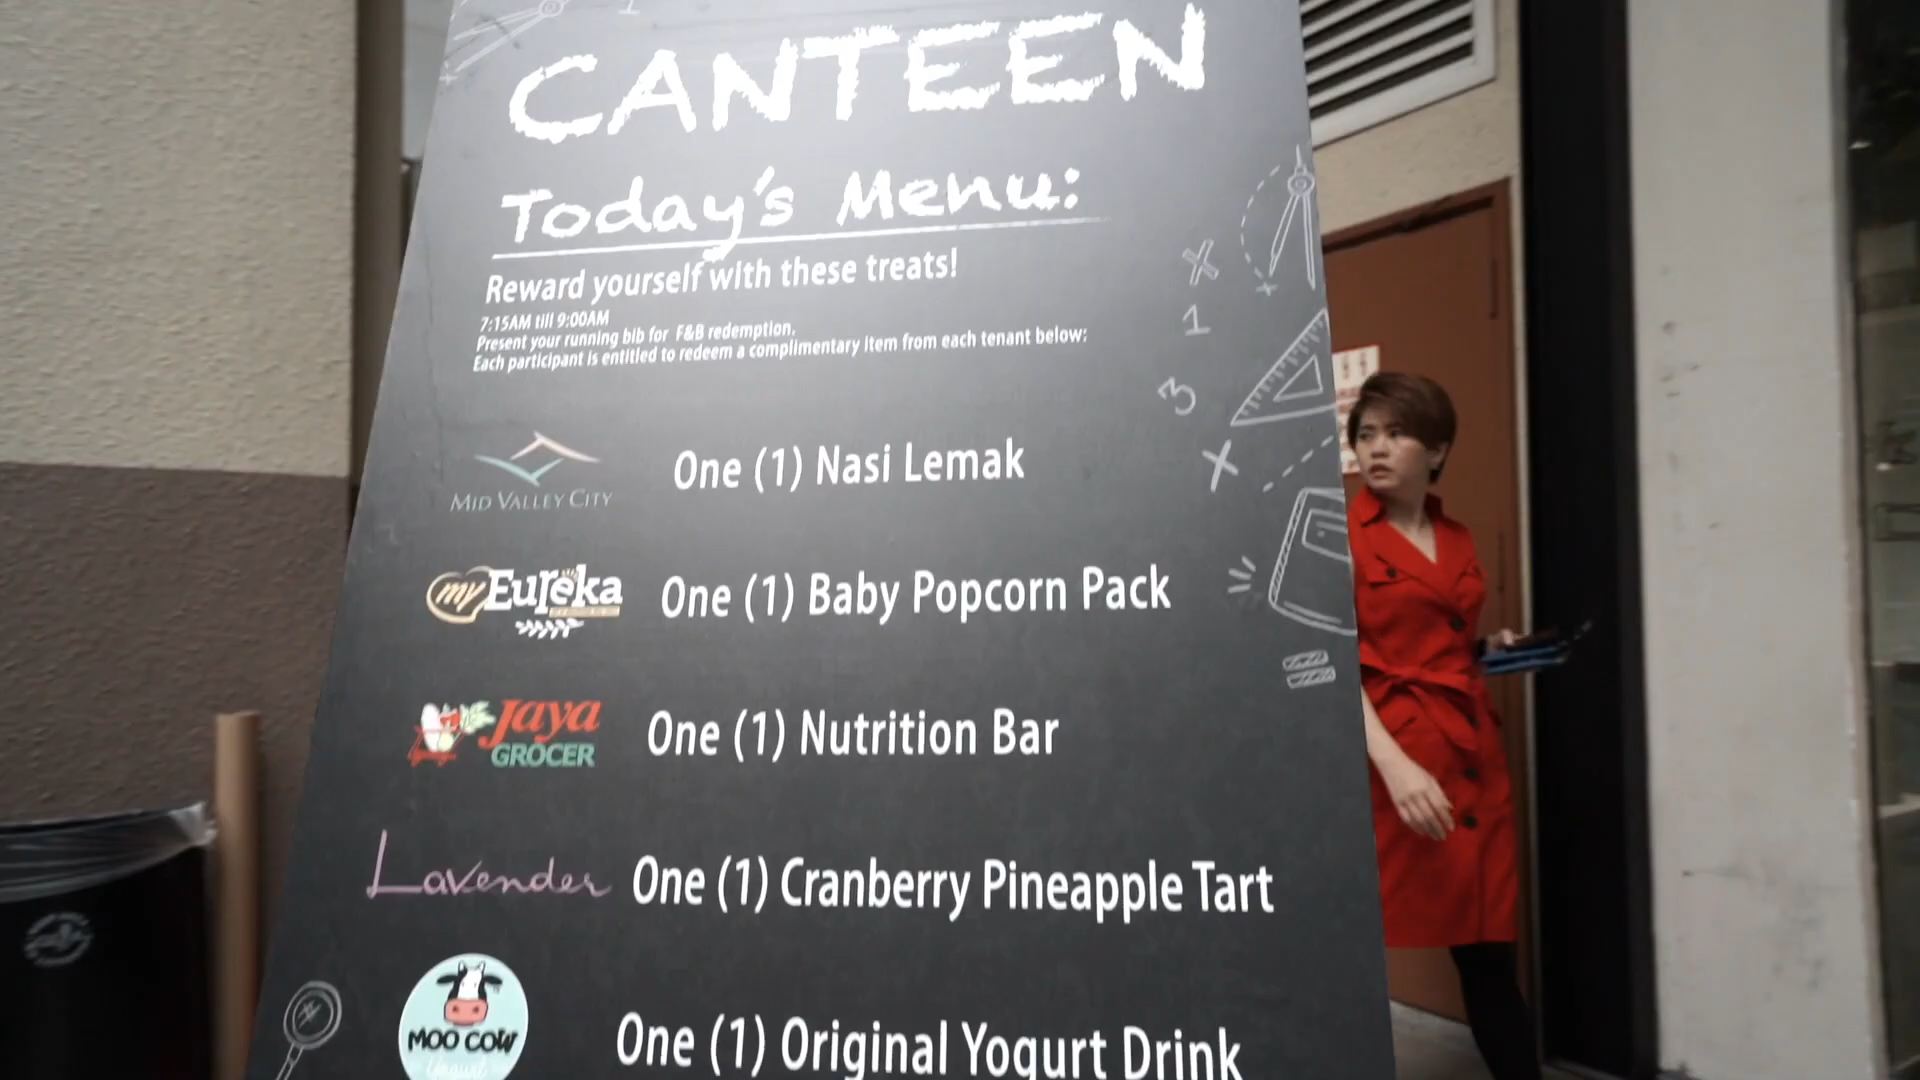 CANTEEN
Today's Menu:
Reward yourself with these treats!
7:15AM till 9:00AM
Present your running bib for F&B redemption.
Each participant is entitled to redeem a complimentary item from each tenant below:
MID VALLEY CITY
One (1) Nasi Lemak
my Eureka
One (1) Baby Popcorn Pack
Jaya
GROCER
One (1) Nutrition Bar
Lavender
One (1) Cranberry Pineapple Tart
MOO COW
One (1) Original Yogurt Drink